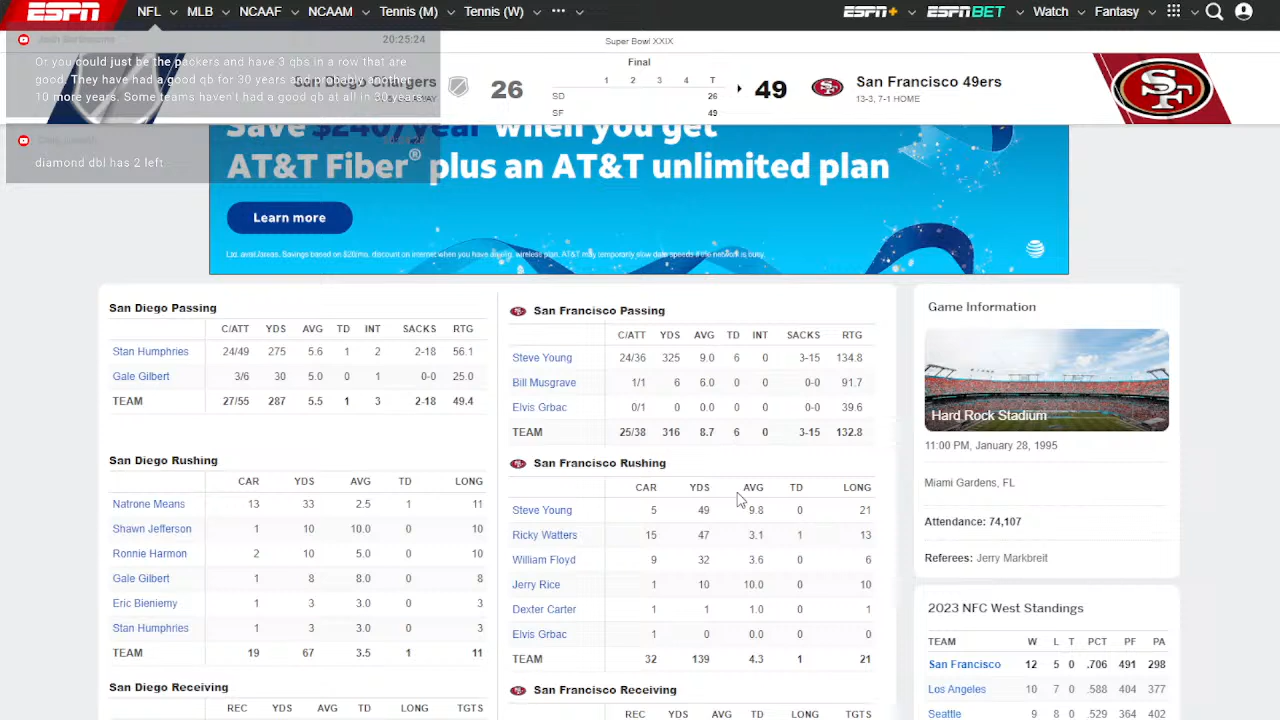 ESPN NFL MLB NCAAF NCAAM Tennis (M) Tennis (W) ESPN+ ESPN BET Watch Fantasy
20:25:24
Or you could just be the packers and have 3 qbs in a row that are
good. They have had a good qb for 30 years and probably another
10 more years. Some teams haven't had a good qb at all in 30 years
diamond dbl has 2 left
Super Bowl XXIX
San Diego Chargers
26
Final
1 2 3 4 T
SD 26
SF 49
49
San Francisco 49ers
13-3, 7-1 HOME
SF
Save $240/year when you get
AT&T Fiber® plus an AT&T unlimited plan
Learn more
San Diego Passing
C/ATT YDS AVG TD INT SACKS RTG
Stan Humphries 24/49 275 5.6 1 2 2-18 56.1
Gale Gilbert 3/6 30 5.0 0 1 0-0 25.0
TEAM 27/55 287 5.5 1 3 2-18 49.4
San Diego Rushing
CAR YDS AVG TD LONG
Natrone Means 13 33 2.5 1 11
Shawn Jefferson 1 10 10.0 0 10
Ronnie Harmon 2 10 5.0 0 10
Gale Gilbert 1 8 8.0 0 8
Eric Bieniemy 1 3 3.0 0 3
Stan Humphries 1 3 3.0 0 3
TEAM 19 67 3.5 1 11
San Diego Receiving
REC YDS AVG TD LONG TGTS
San Francisco Passing
C/ATT YDS AVG TD INT SACKS RTG
Steve Young 24/36 325 9.0 6 0 3-15 134.8
Bill Musgrave 1/1 6 6.0 0 0 0-0 91.7
Elvis Grbac 0/1 0 0.0 0 0 0-0 39.6
TEAM 25/38 316 8.7 6 0 3-15 132.8
San Francisco Rushing
CAR YDS AVG TD LONG
Steve Young 5 49 9.8 0 21
Ricky Watters 15 47 3.1 1 13
William Floyd 9 32 3.6 0 6
Jerry Rice 1 10 10.0 0 10
Dexter Carter 1 1 1.0 0 1
Elvis Grbac 1 0 0.0 0 0
TEAM 32 139 4.3 1 21
San Francisco Receiving
REC YDS AVG TD LONG TGTS
Game Information
Hard Rock Stadium
11:00 PM, January 28, 1995
Miami Gardens, FL
Attendance: 74,107
Referees: Jerry Markbreit
2023 NFC West Standings
TEAM W L T PCT PF PA
San Francisco 12 5 0 .706 491 298
Los Angeles 10 7 0 .588 404 377
Seattle 9 8 0 .529 364 402